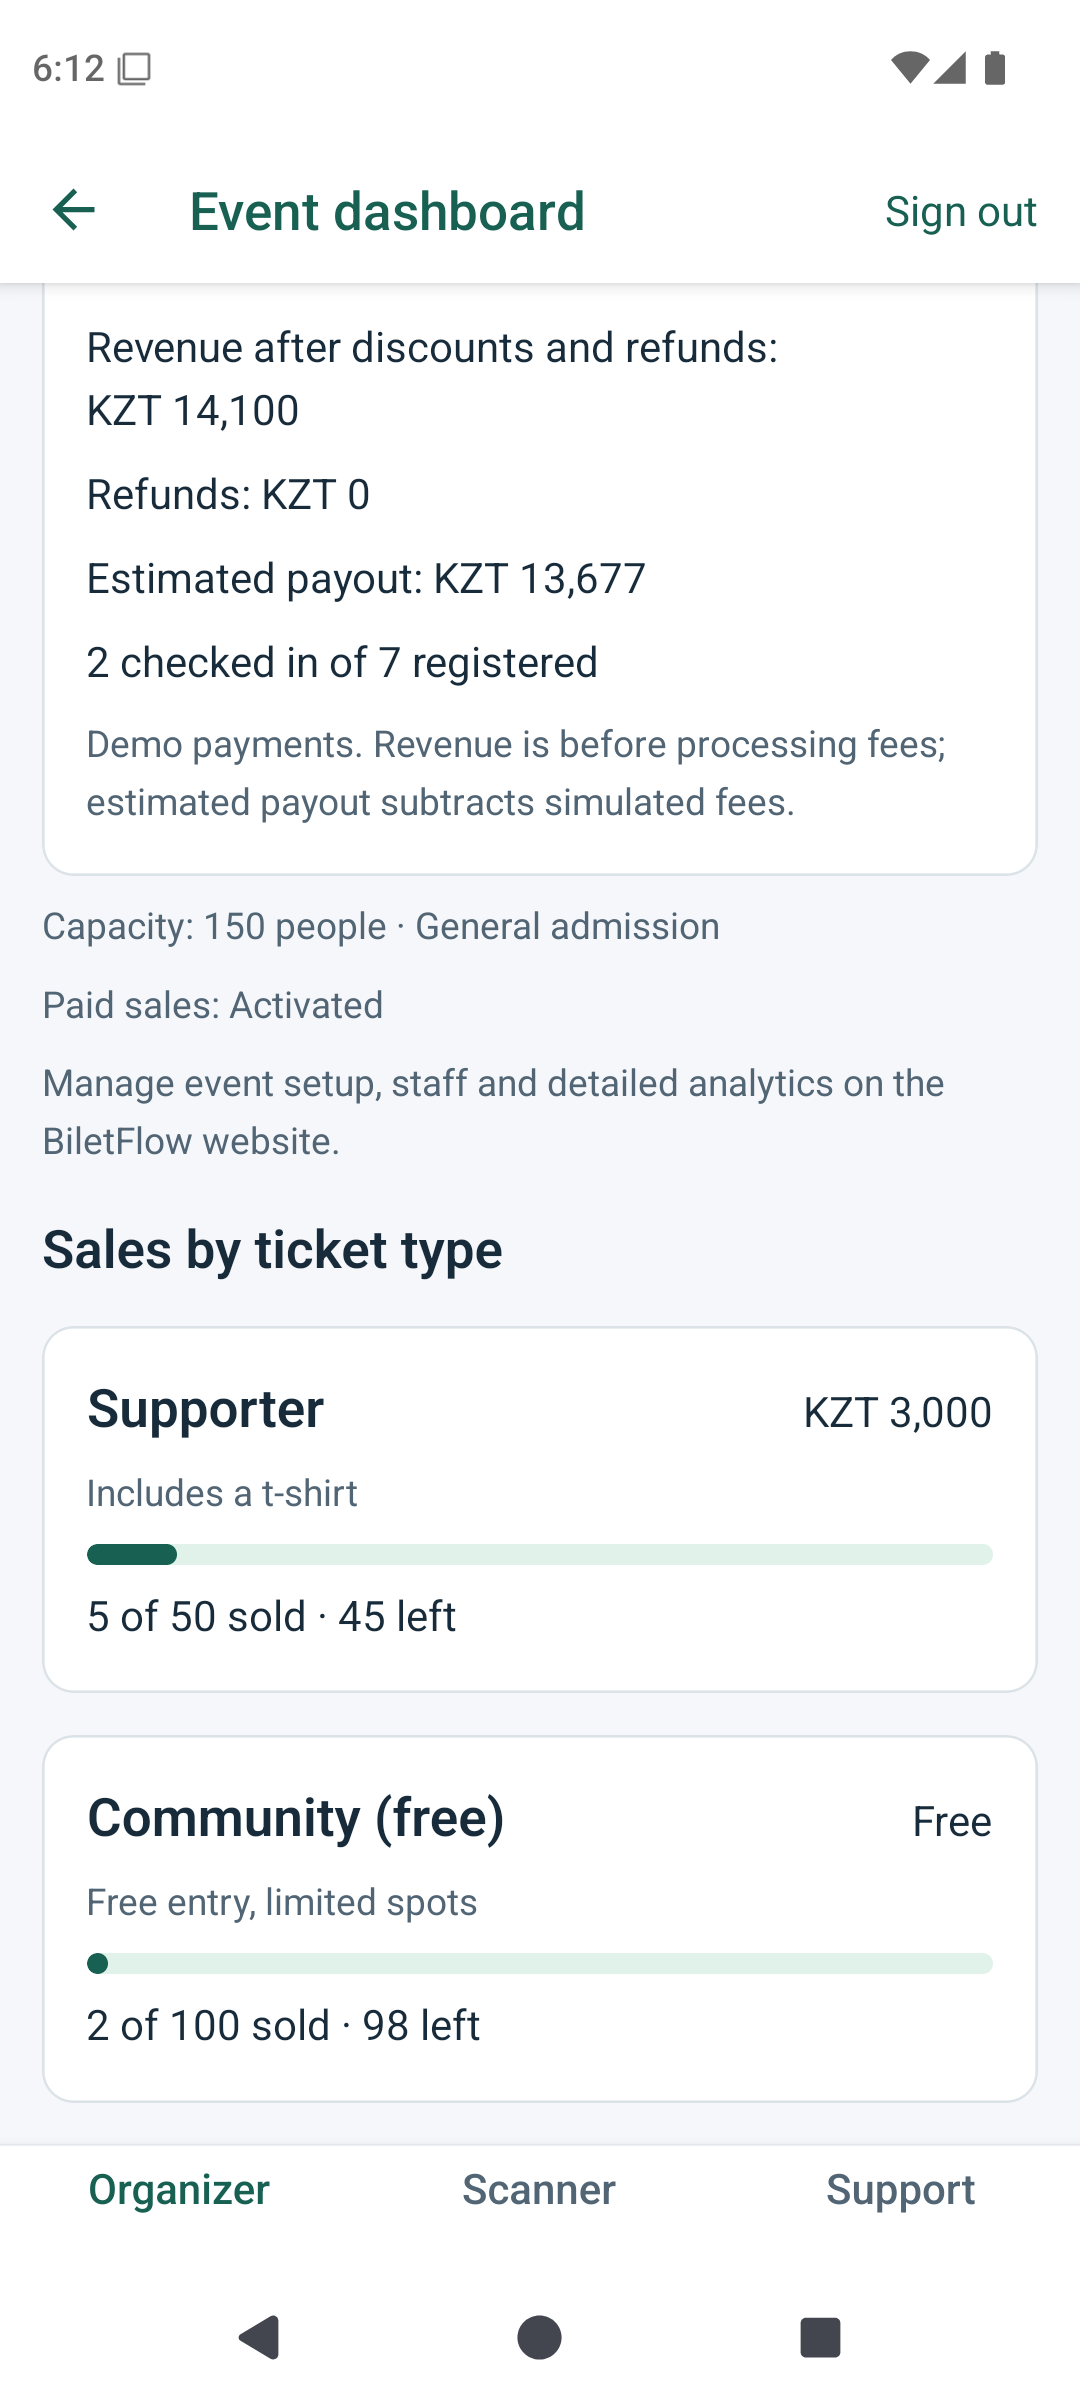 6:12
Event dashboard
Sign out
Revenue after discounts and refunds:
KZT 14,100
Refunds: KZT 0
Estimated payout: KZT 13,677
2 checked in of 7 registered
Demo payments. Revenue is before processing fees;
estimated payout subtracts simulated fees.
Capacity: 150 people · General admission
Paid sales: Activated
Manage event setup, staff and detailed analytics on the
BiletFlow website.
Sales by ticket type
Supporter
KZT 3,000
Includes a t-shirt
5 of 50 sold · 45 left
Community (free)
Free
Free entry, limited spots
2 of 100 sold · 98 left
Organizer
Scanner
Support